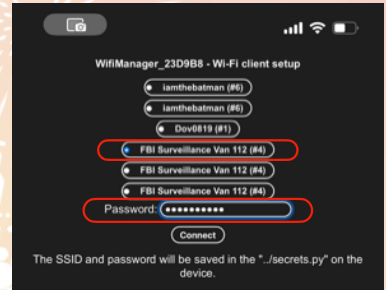 WifiManager_23D9B8 - Wi-Fi client setup
iamthebatman (#6)
iamthebatman (#6)
Dov0819 (#1)
FBI Surveillance Van 112 (#4)
FBI Surveillance Van 112 (#4)
FBI Surveillance Van 112 (#4)
Password: ••••••••••
Connect
The SSID and password will be saved in the "../secrets.py" on the
device.